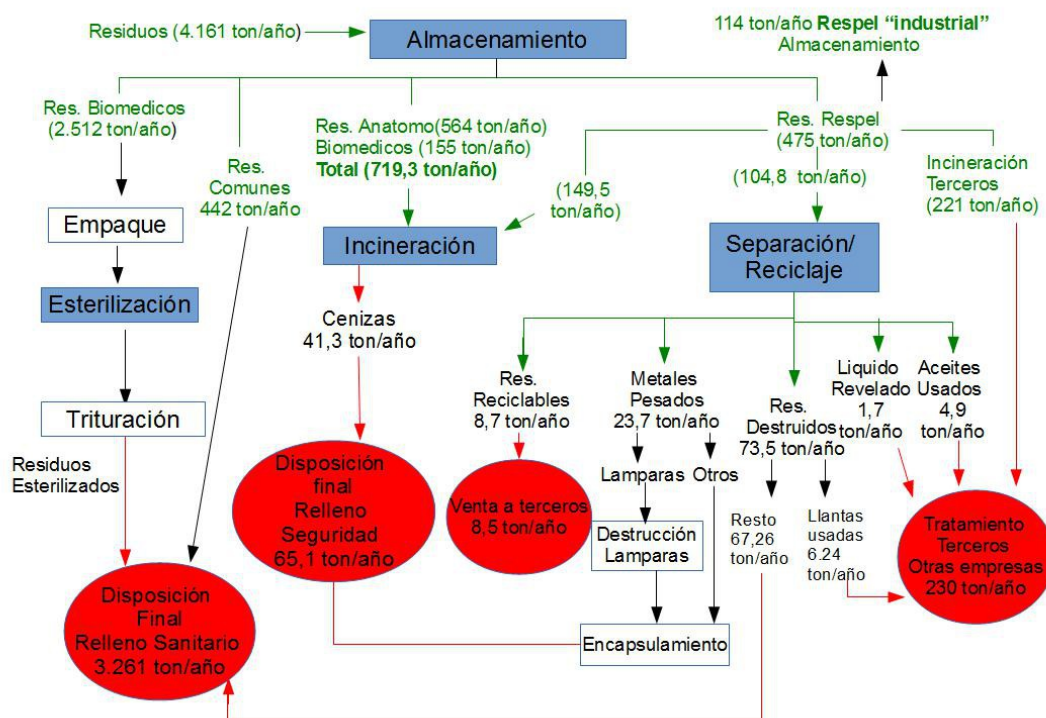 Residuos (4.161 ton/año)
Almacenamiento
114 ton/año Respel “industrial”
Almacenamiento
Res. Biomedicos
(2.512 ton/año)
Res.
Comunes
442 ton/año
Res. Anatomo(564 ton/año)
Biomedicos (155 ton/año)
Total (719,3 ton/año)
Res. Respel
(475 ton/año)
(149,5
ton/año)
(104,8 ton/año)
Incineración
Terceros
(221 ton/año)
Empaque
Incineración
Separación/
Reciclaje
Esterilización
Cenizas
41,3 ton/año
Trituración
Residuos
Esterilizados
Res.
Reciclables
8,7 ton/año
Metales
Pesados
23,7 ton/año
Res.
Destruidos
73,5 ton/año
Liquido
Revelado
1,7
ton/año
Aceites
Usados
4,9
ton/año
Disposición
final
Relleno
Seguridad
65,1 ton/año
Venta a terceros
8,5 ton/año
Lamparas
Otros
Destrucción
Lamparas
Resto
67,26
ton/año
Llantas
usadas
6.24
ton/año
Tratamiento
Terceros
Otras empresas
230 ton/año
Disposición
Final
Relleno Sanitario
3.261 ton/año
Encapsulamiento